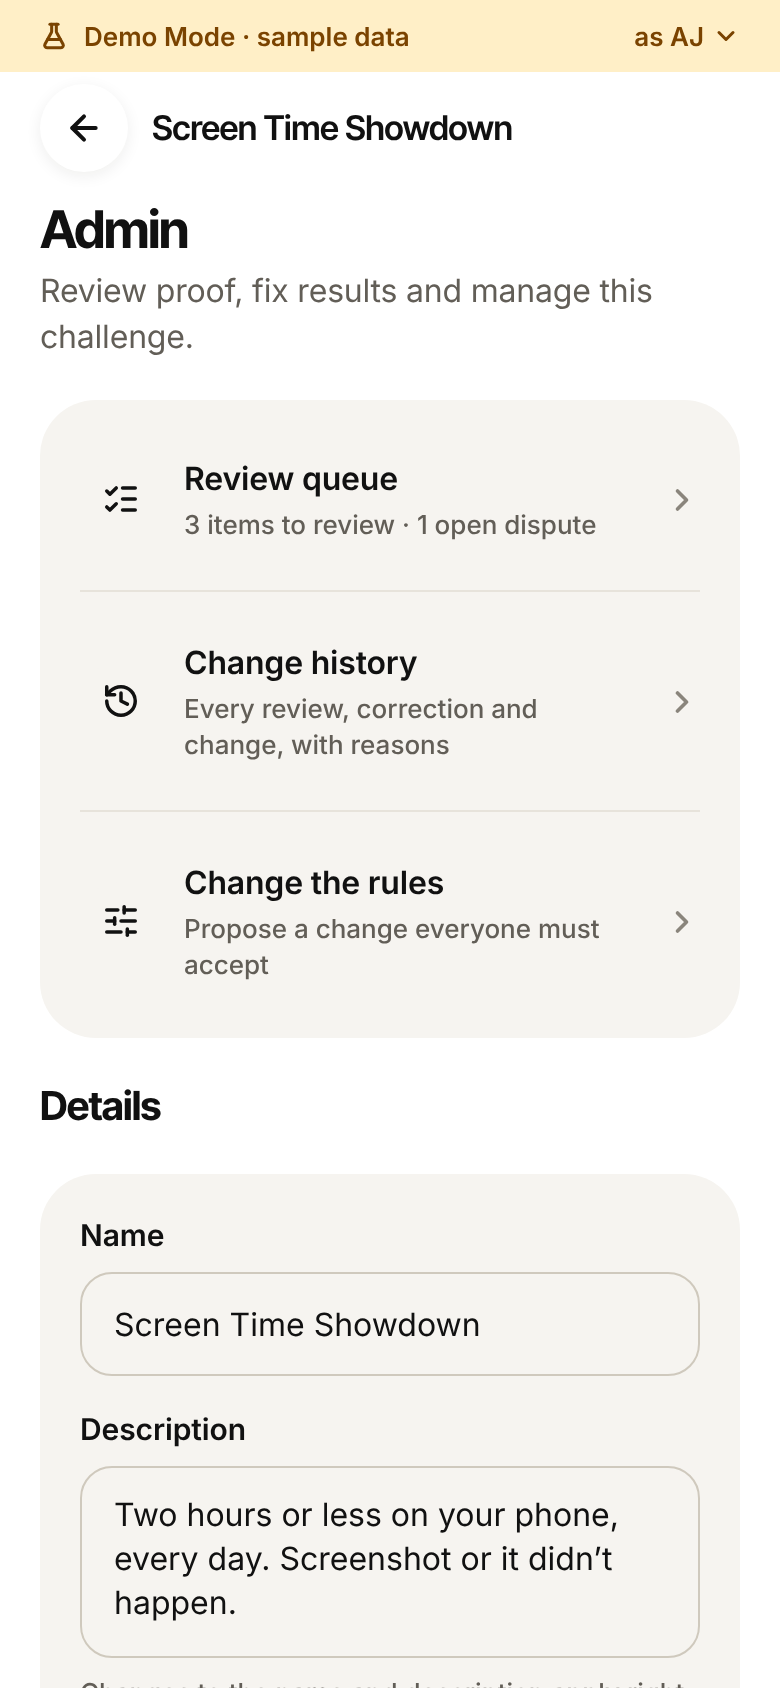 Demo Mode · sample data
as AJ
Screen Time Showdown
Admin
Review proof, fix results and manage this
challenge.
Review queue
3 items to review · 1 open dispute
Change history
Every review, correction and
change, with reasons
Change the rules
Propose a change everyone must
accept
Details
Name
Screen Time Showdown
Description
Two hours or less on your phone,
every day. Screenshot or it didn’t
happen.